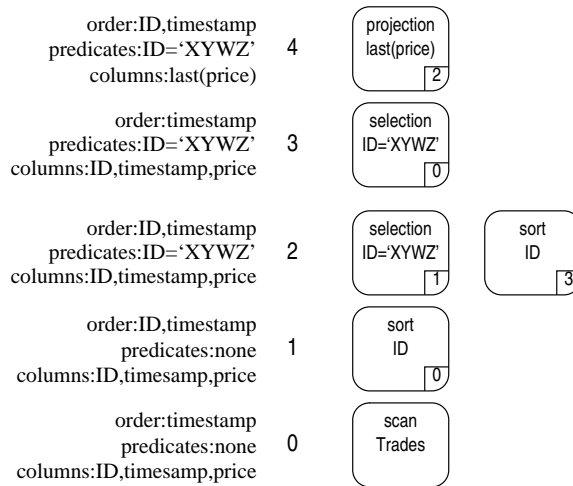 order:ID,timestamp
predicates:ID=‘XYWZ’
columns:last(price)
4
projection
last(price)
2
order:timestamp
predicates:ID=‘XYWZ’
columns:ID,timestamp,price
3
selection
ID=‘XYWZ’
0
order:ID,timestamp
predicates:ID=‘XYWZ’
columns:ID,timestamp,price
2
selection
ID=‘XYWZ’
1
sort
ID
3
order:ID,timestamp
predicates:none
columns:ID,timesamp,price
1
sort
ID
0
order:timestamp
predicates:none
columns:ID,timesamp,price
0
scan
Trades